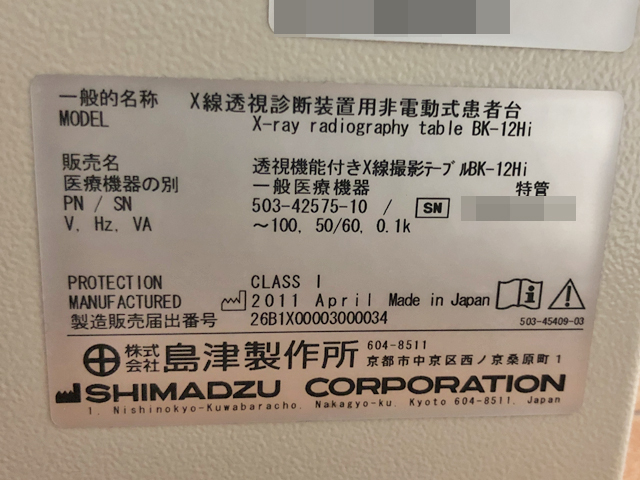 一般的名称 X線透視診断装置用非電動式患者台
MODEL X-ray radiography table BK-12Hi
販売名 透視機能付きX線撮影テーブルBK-12Hi
医療機器の別 一般医療機器 特管
PN / SN 503-42575-10 / SN
V. Hz. VA ～100, 50/60, 0.1k
PROTECTION CLASS I
MANUFACTURED 2011 April Made in Japan
製造販売届出番号 26B1X00003000034
503-45409-03
株式会社 島津製作所 604-8511
京都市中京区西ノ京桑原町1
SHIMADZU CORPORATION
1, Nishinokyo-Kuwabaracho, Nakagyo-ku, Kyoto 604-8511, Japan